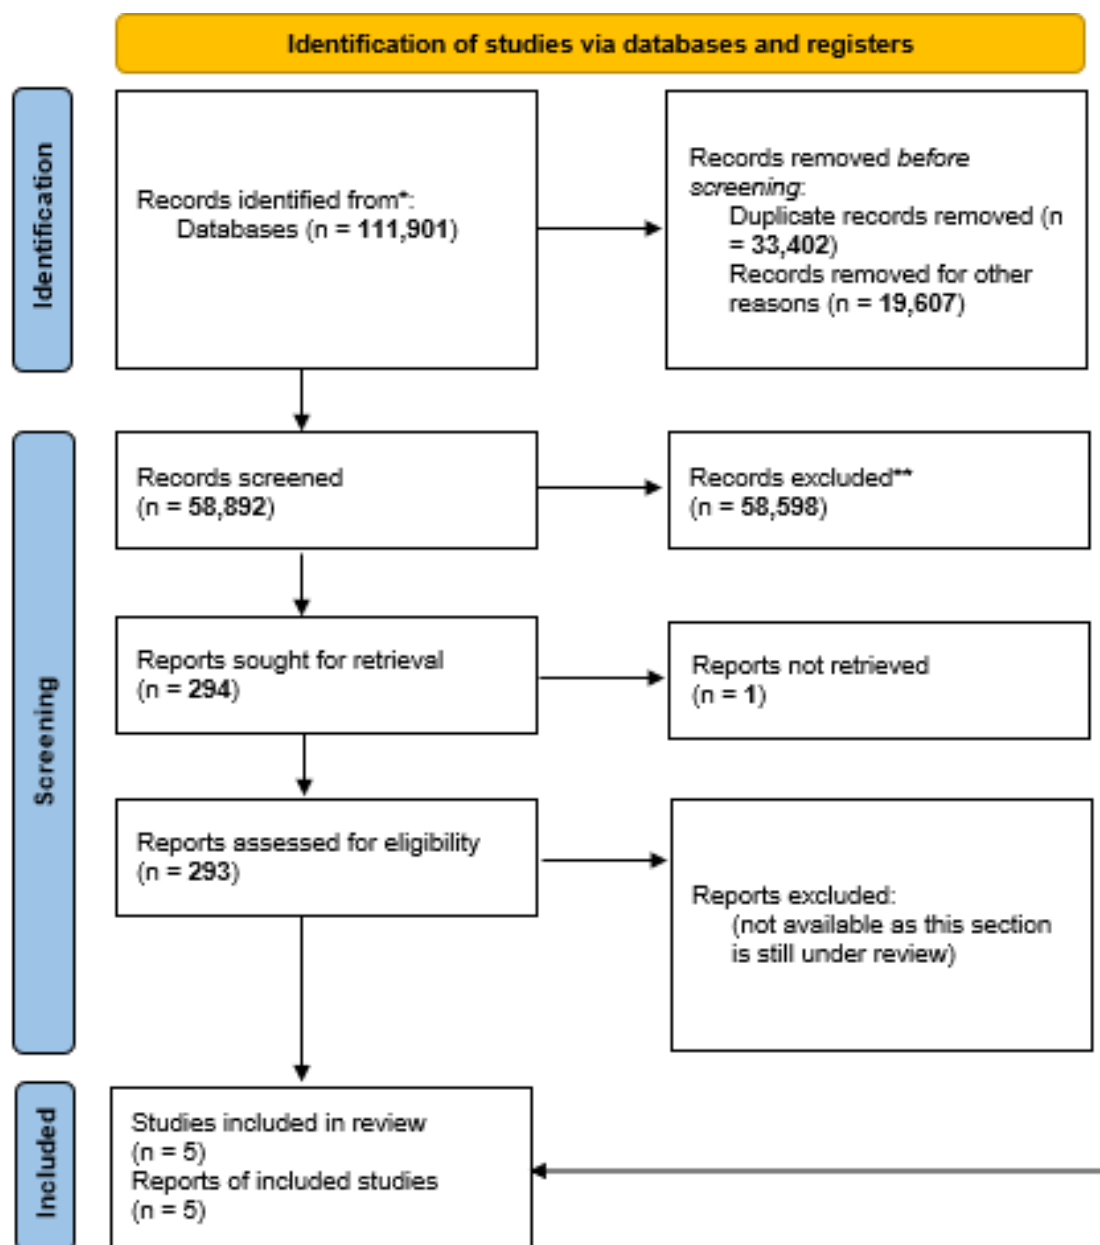 Identification of studies via databases and registers
Identification
Records identified from*:
Databases (n = 111,901)
Records removed before
screening:
Duplicate records removed (n
= 33,402)
Records removed for other
reasons (n = 19,607)
Screening
Records screened
(n = 58,892)
Records excluded**
(n = 58,598)
Reports sought for retrieval
(n = 294)
Reports not retrieved
(n = 1)
Reports assessed for eligibility
(n = 293)
Reports excluded:
(not available as this section
is still under review)
Included
Studies included in review
(n = 5)
Reports of included studies
(n = 5)